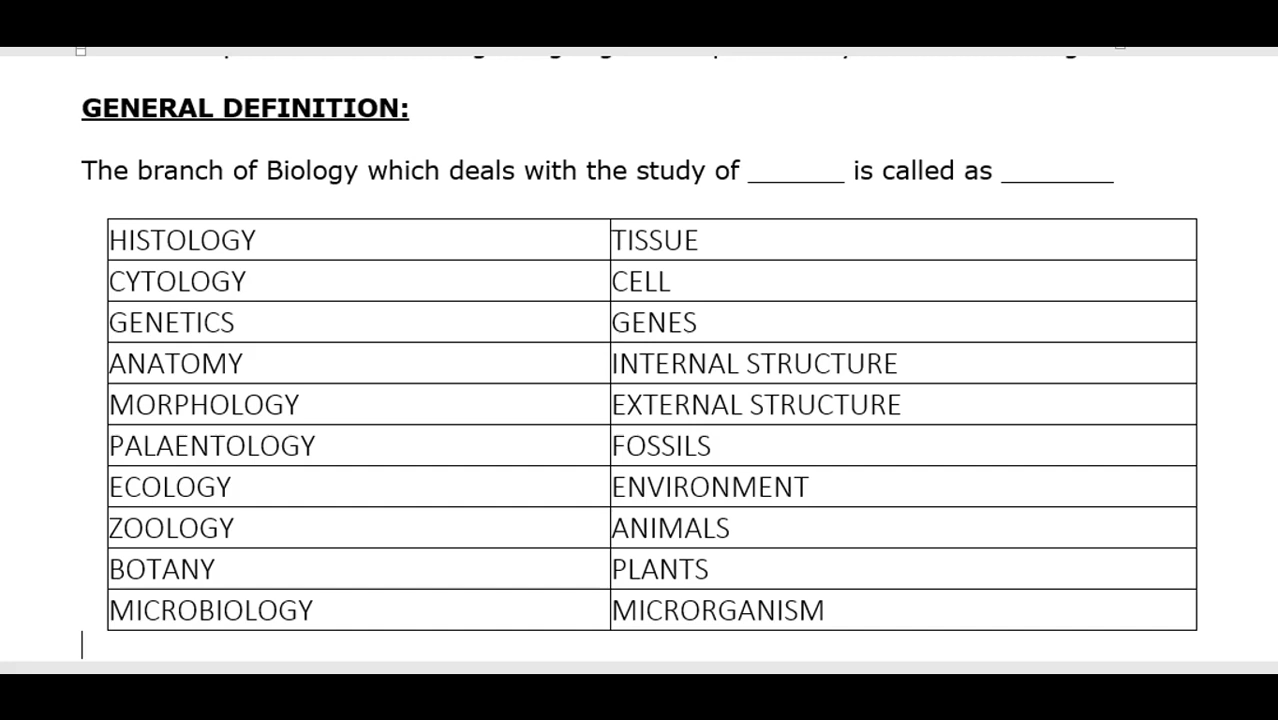 GENERAL DEFINITION:
The branch of Biology which deals with the study of _______ is called as ________
HISTOLOGY TISSUE
CYTOLOGY CELL
GENETICS GENES
ANATOMY INTERNAL STRUCTURE
MORPHOLOGY EXTERNAL STRUCTURE
PALAENTOLOGY FOSSILS
ECOLOGY ENVIRONMENT
ZOOLOGY ANIMALS
BOTANY PLANTS
MICROBIOLOGY MICRORGANISM